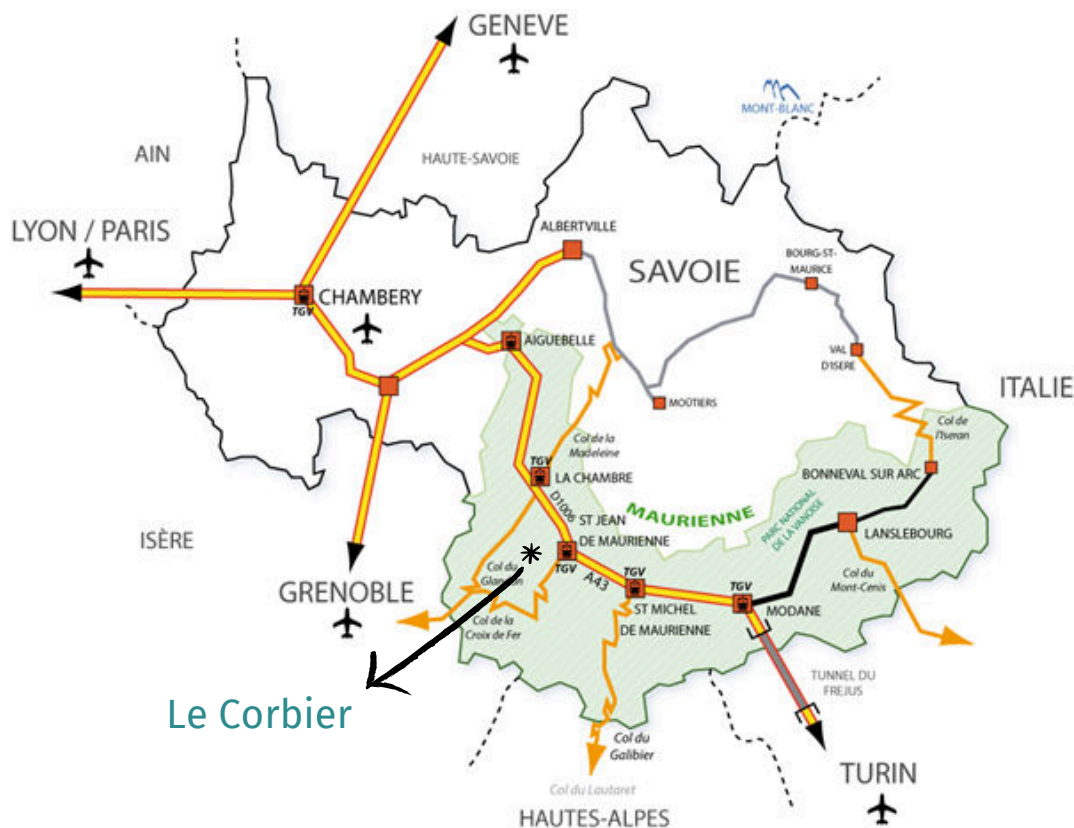 GENEVE
MONT-BLANC
AIN
HAUTE-SAVOIE
LYON / PARIS
ALBERTVILLE
BOURG-ST-
MAURICE
SAVOIE
TGV
CHAMBERY
AIGUEBELLE
VAL
D'ISERE
ITALIE
MOÛTIERS
Col de
l'Iseran
Col de la
Madeleine
TGV
LA CHAMBRE
BONNEVAL SUR ARC
MAURIENNE
PARC NATIONAL
DE LA VANOISE
D1006
ST JEAN
DE MAURIENNE
LANSLEBOURG
ISÈRE
TGV
A43
Col du
Glandon
Col du
Mont-Cenis
GRENOBLE
TGV
TGV
ST MICHEL
DE MAURIENNE
MODANE
Col de la
Croix de Fer
TUNNEL DU
FREJUS
Le Corbier
Col du
Galibier
TURIN
Col du Lautaret
HAUTES-ALPES